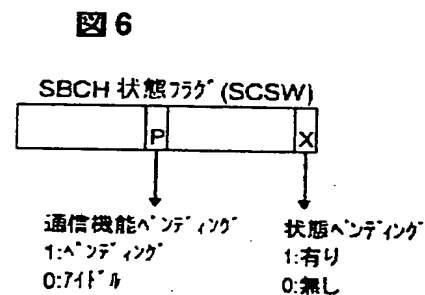 図6
SBCH 状態ﾌﾗｸﾞ(SCSW)
P
X
通信機能ﾍﾟﾝﾃﾞｨﾝｸﾞ
1:ﾍﾟﾝﾃﾞｨﾝｸﾞ
0:ｱｲﾄﾞﾙ
状態ﾍﾟﾝﾃﾞｨﾝｸﾞ
1:有り
0:無し